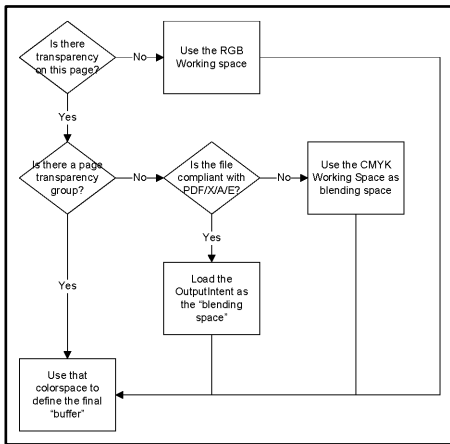 Is there
transparency
on this page?
No
Use the RGB
Working space
Yes
Is there a page
transparency
group?
No
Is the file
compliant with
PDF/X/A/E?
No
Use the CMYK
Working Space as
blending space
Yes
Yes
Load the
OutputIntent as
the “blending
space”
Use that
colorspace to
define the final
“buffer”